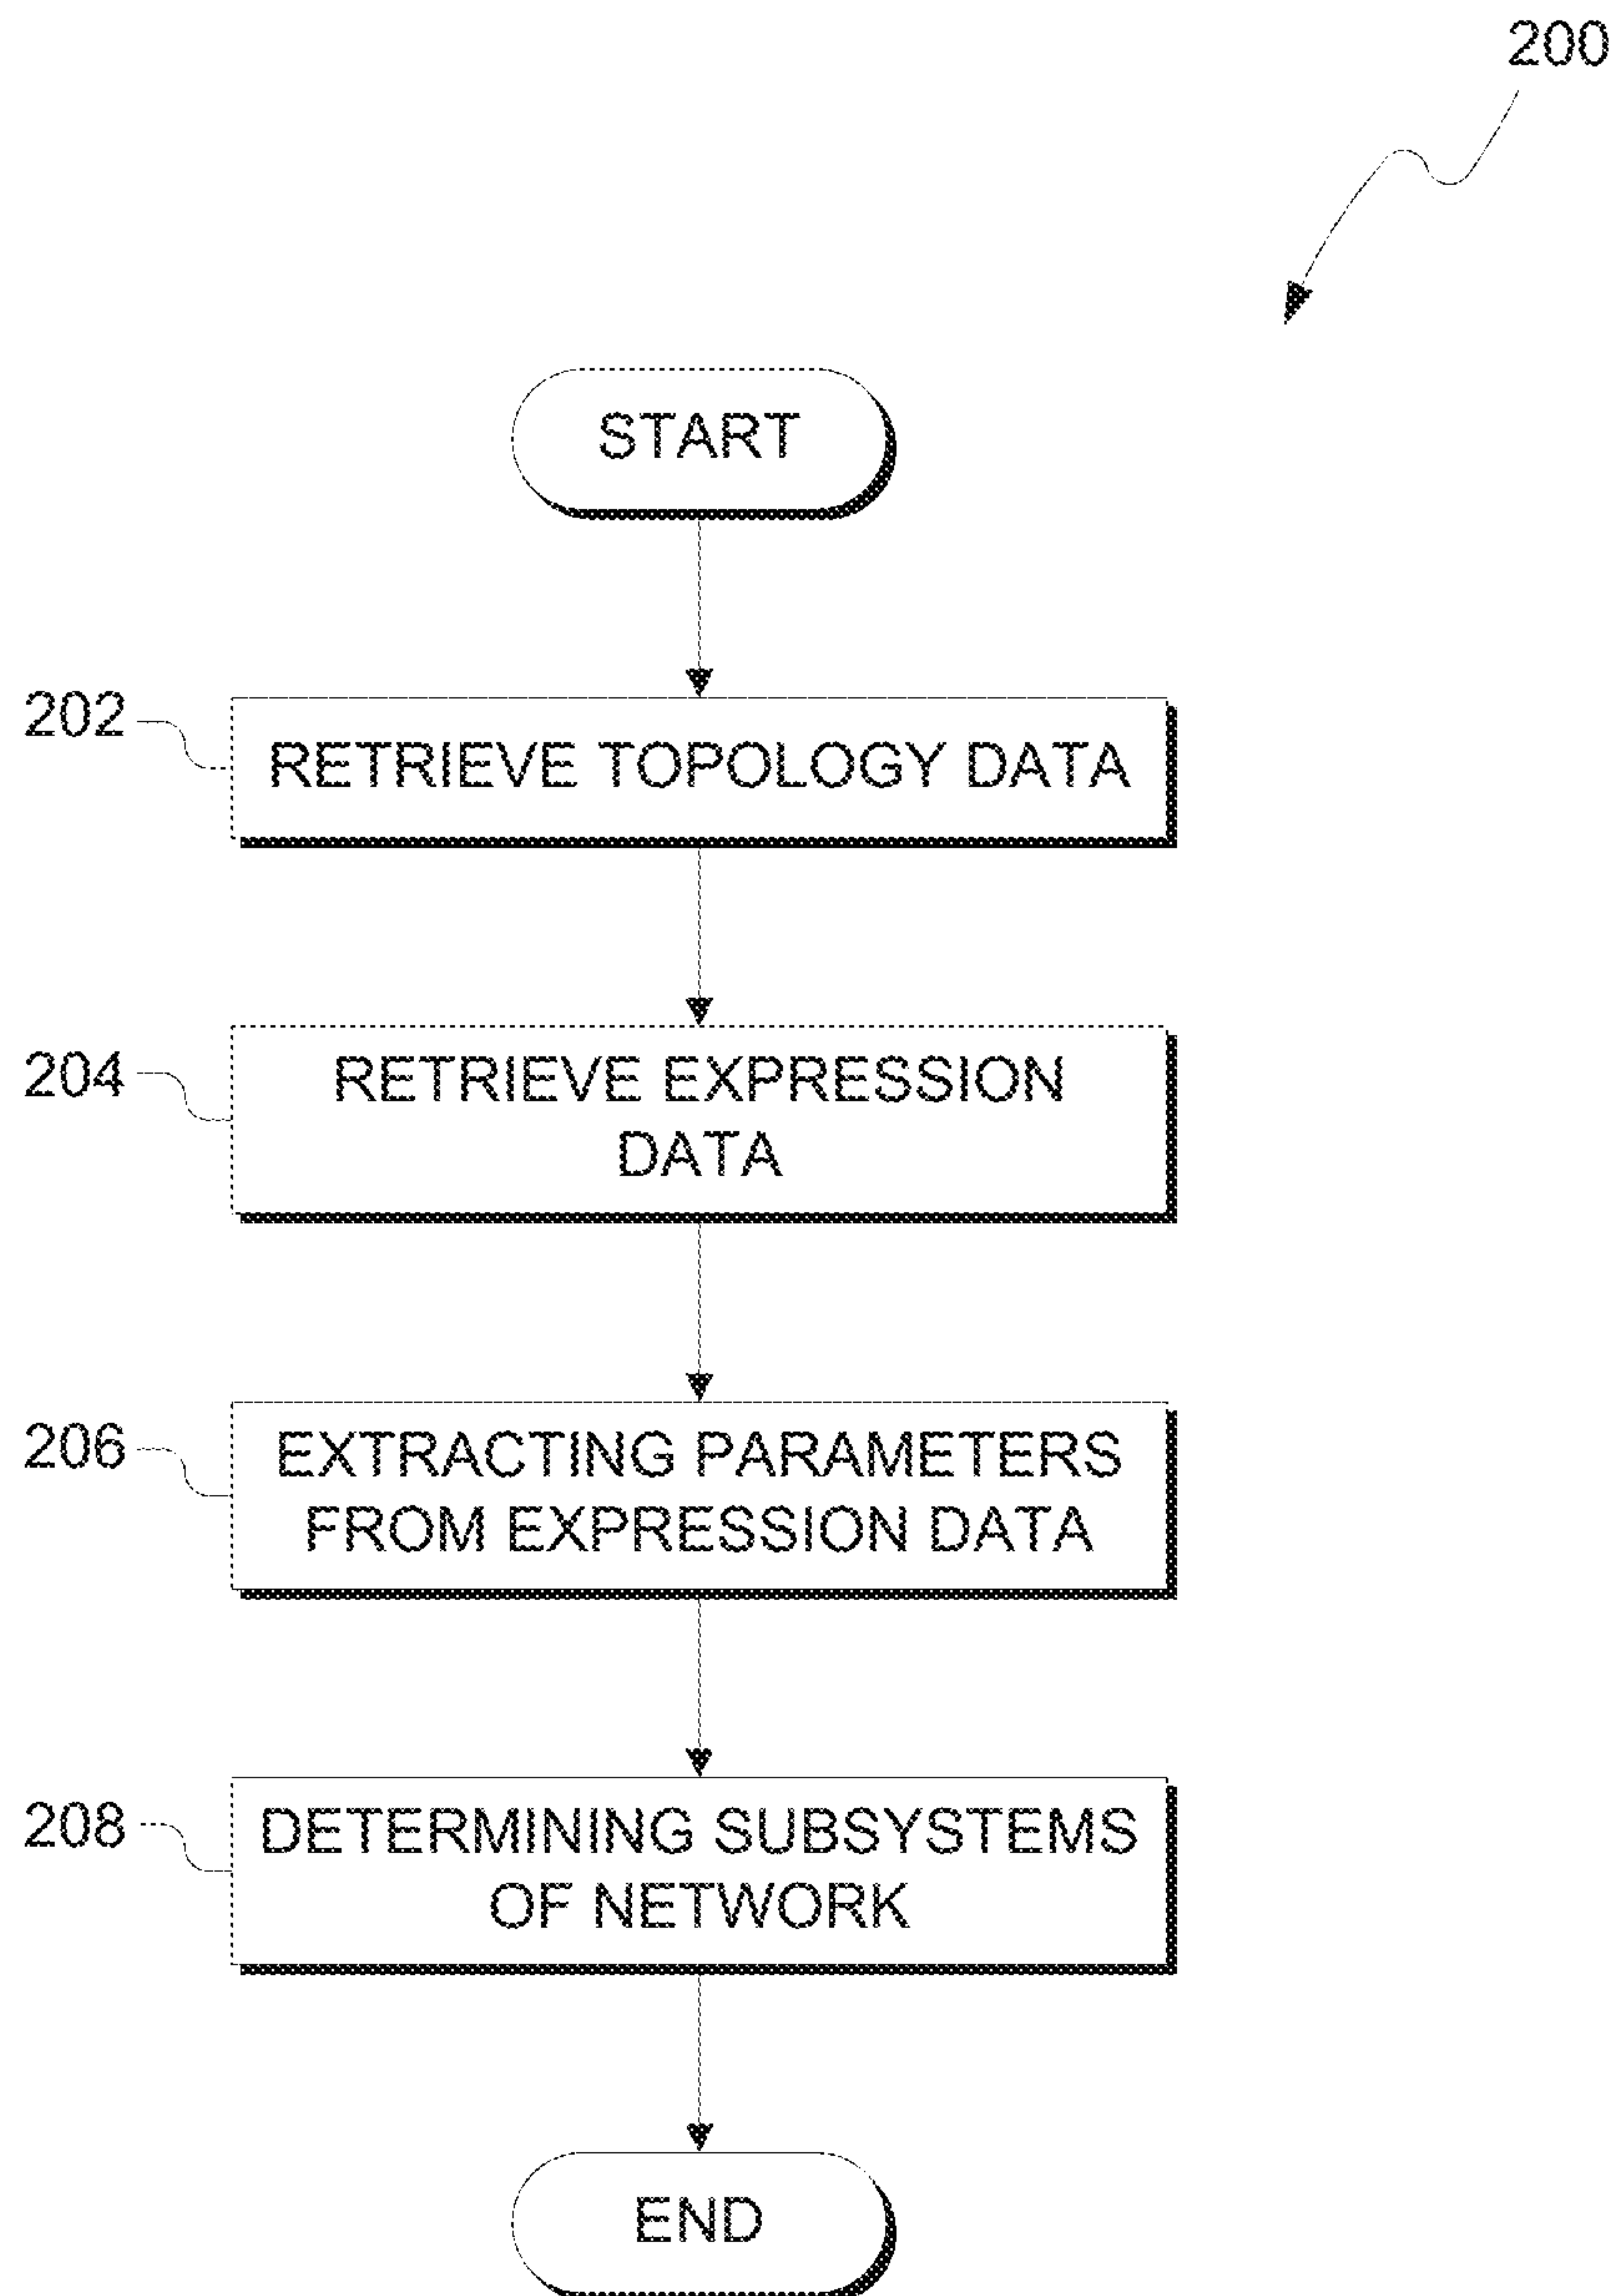 200
START
202
RETRIEVE TOPOLOGY DATA
204
RETRIEVE EXPRESSION
DATA
206
EXTRACTING PARAMETERS
FROM EXPRESSION DATA
208
DETERMINING SUBSYSTEMS
OF NETWORK
END